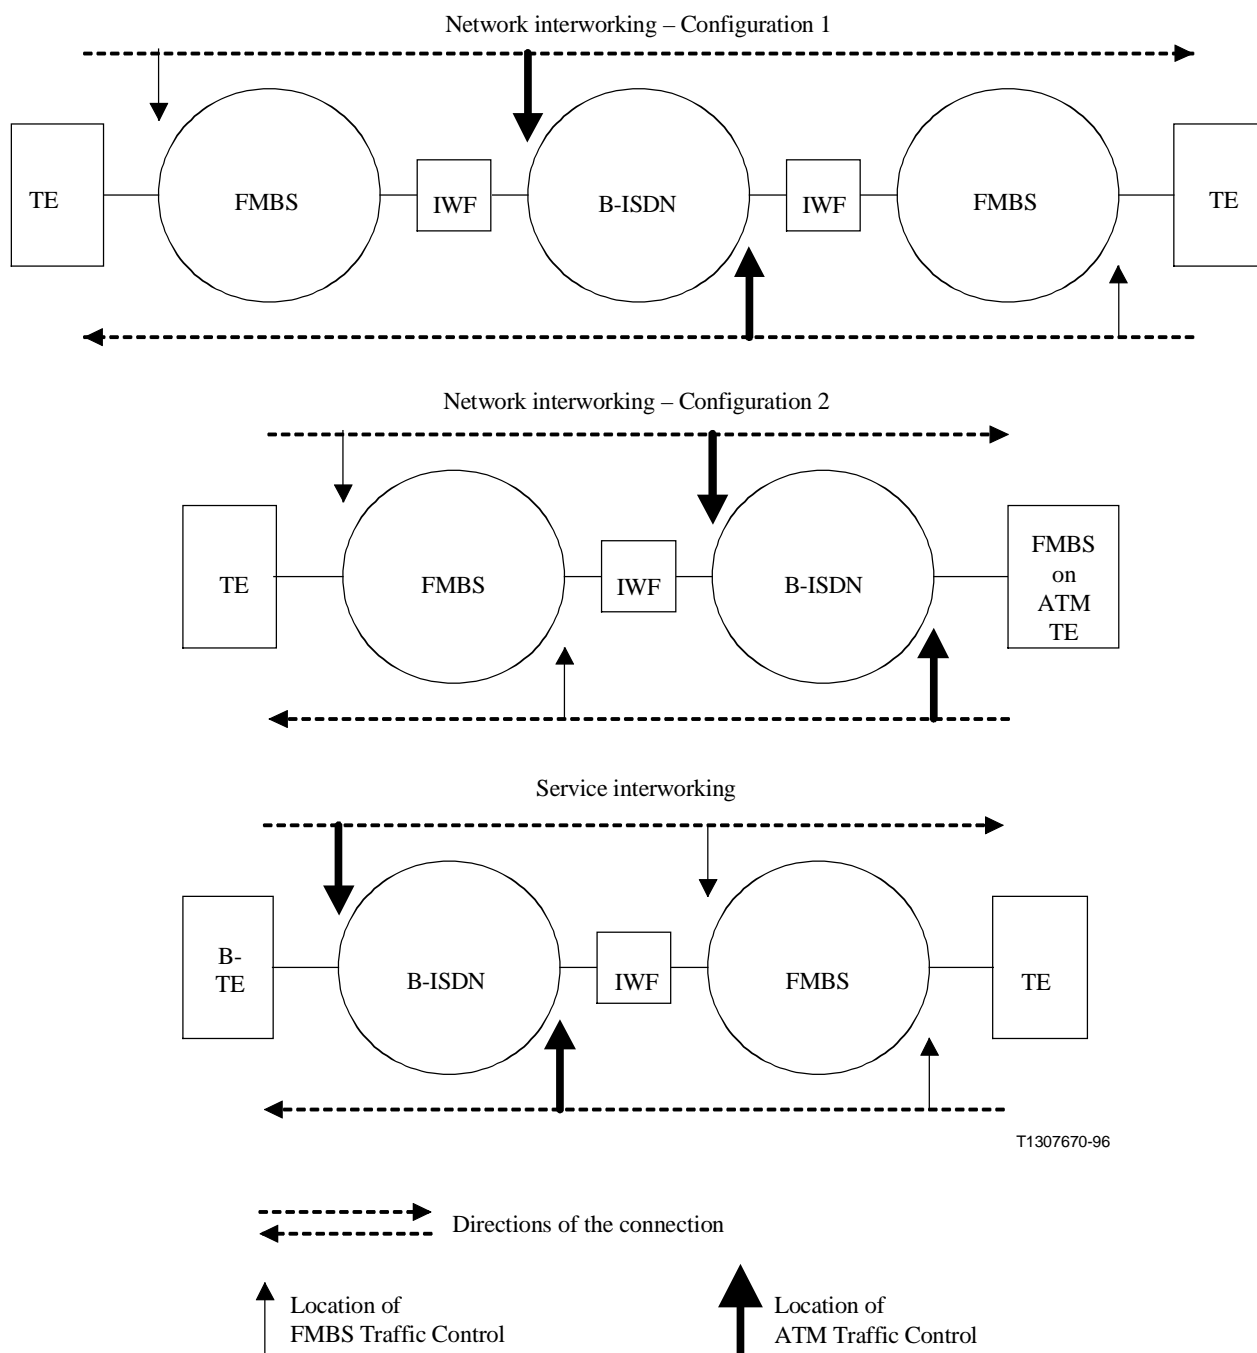 Network interworking – Configuration 1
TE
FMBS
IWF
B-ISDN
IWF
FMBS
TE
Network interworking – Configuration 2
TE
FMBS
IWF
B-ISDN
FMBS
on
ATM
TE
Service interworking
B-
TE
B-ISDN
IWF
FMBS
TE
T1307670-96
Directions of the connection
Location of
FMBS Traffic Control
Location of
ATM Traffic Control